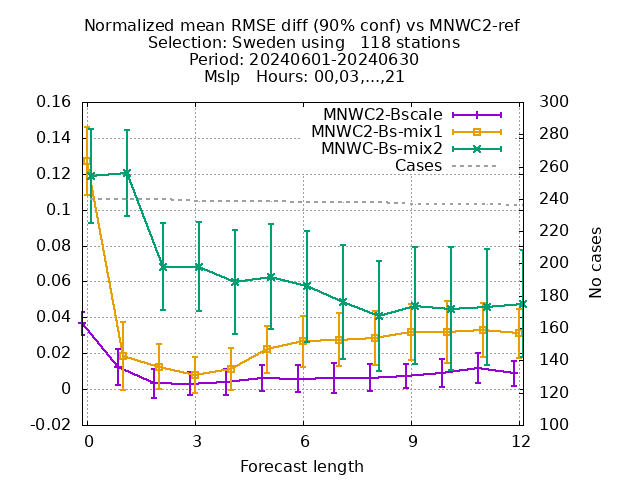 Normalized mean RMSE diff (90% conf) vs MNWC2-ref
Selection: Sweden using   118 stations
Period: 20240601-20240630
Mslp   Hours: 00,03,...,21
MNWC2-Bscale
MNWC2-Bs-mix1
MNWC-Bs-mix2
Cases
0.16
0.14
0.12
0.1
0.08
0.06
0.04
0.02
0
-0.02
300
280
260
240
220
200
180
160
140
120
100
No cases
0 3 6 9 12
Forecast length